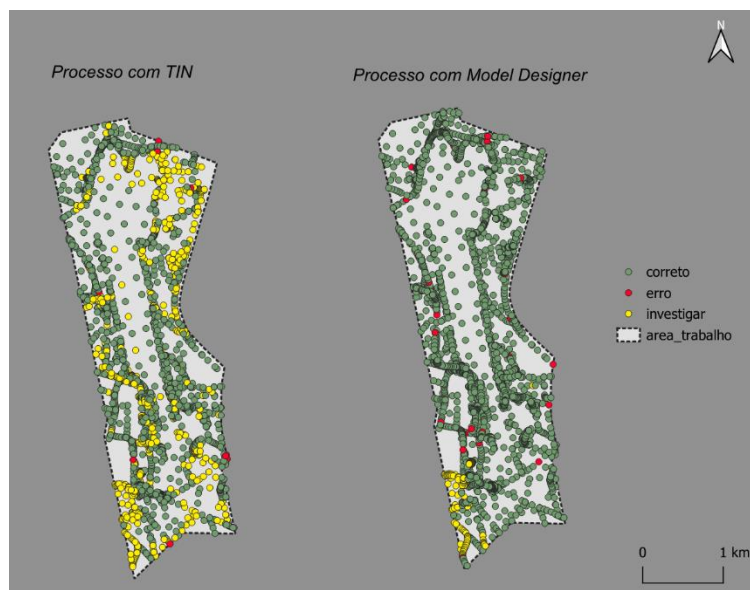 N
Processo com TIN
Processo com Model Designer
correto
erro
investigar
area_trabalho
0 1 km